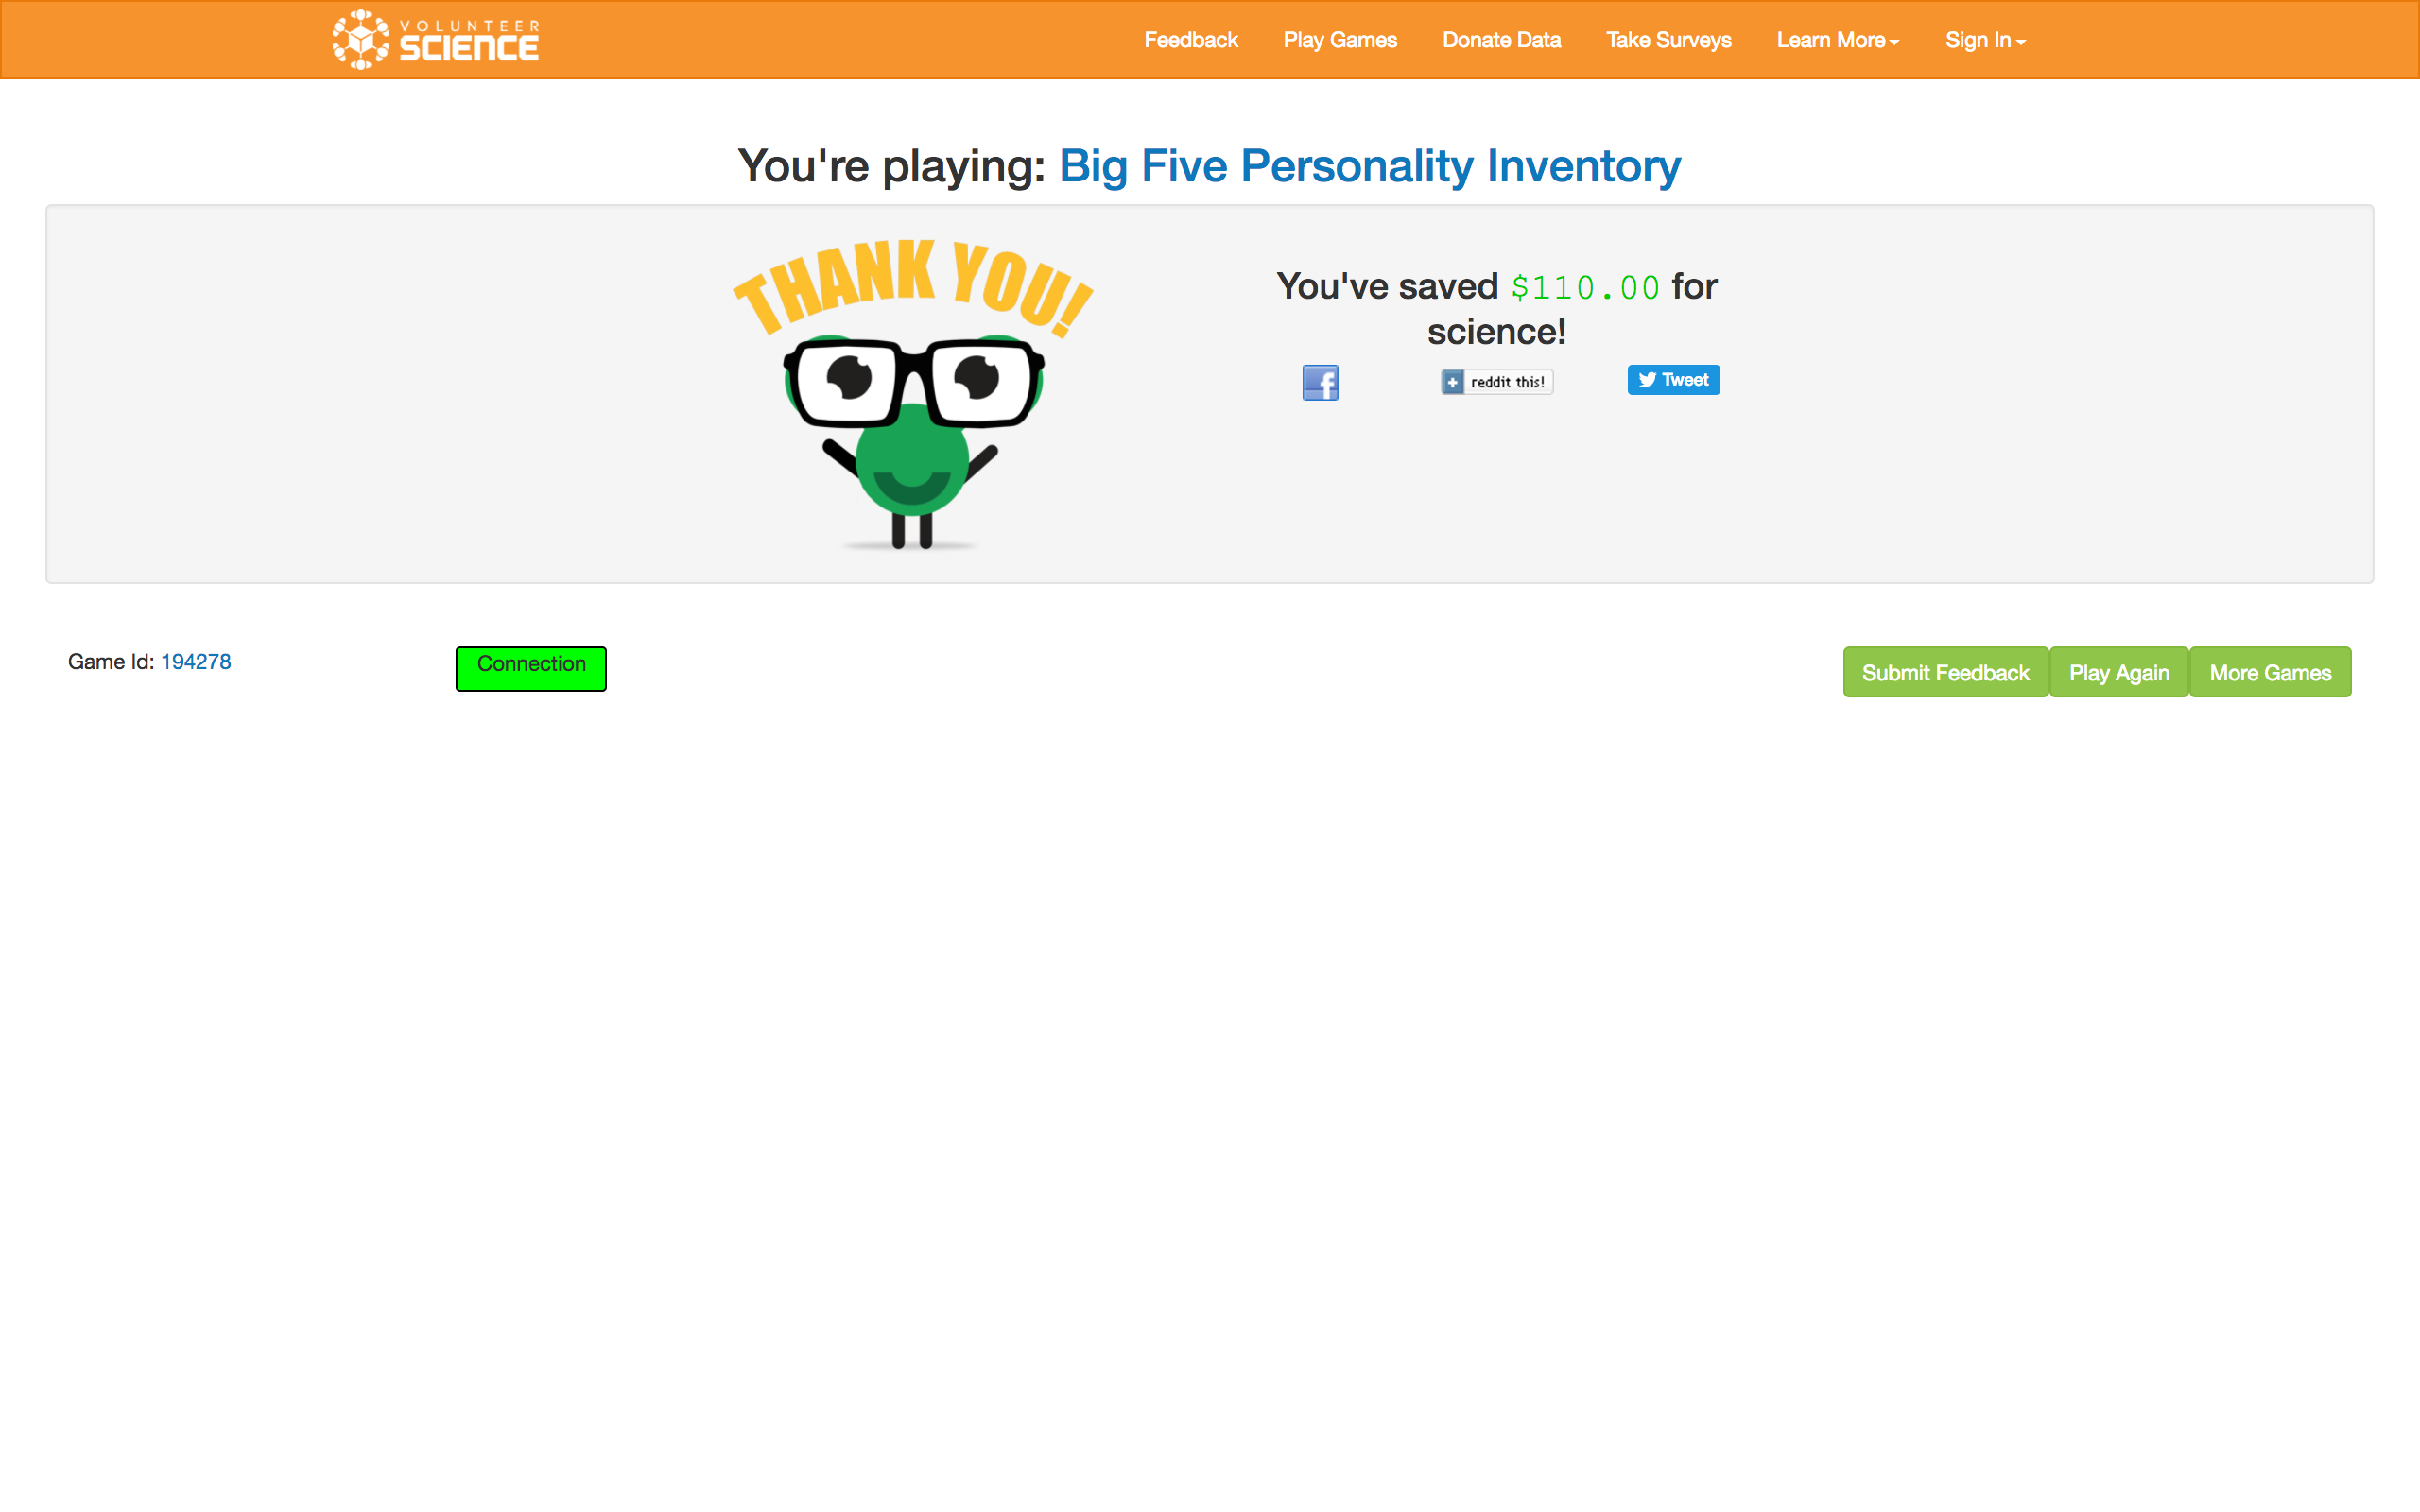 VOLUNTEER
SCIENCE
Feedback
Play Games
Donate Data
Take Surveys
Learn More
Sign In
You're playing: Big Five Personality Inventory
THANK YOU!
You've saved $110.00 for
science!
f
reddit this!
Tweet
Game Id: 194278
Connection
Submit Feedback
Play Again
More Games